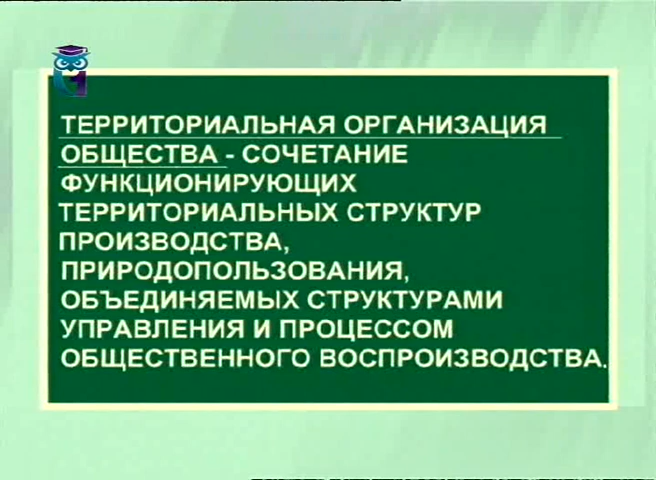 ТЕРРИТОРИАЛЬНАЯ ОРГАНИЗАЦИЯ
ОБЩЕСТВА - СОЧЕТАНИЕ
ФУНКЦИОНИРУЮЩИХ
ТЕРРИТОРИАЛЬНЫХ СТРУКТУР
ПРОИЗВОДСТВА,
ПРИРОДОПОЛЬЗОВАНИЯ,
ОБЪЕДИНЯЕМЫХ СТРУКТУРАМИ
УПРАВЛЕНИЯ И ПРОЦЕССОМ
ОБЩЕСТВЕННОГО ВОСПРОИЗВОДСТВА.